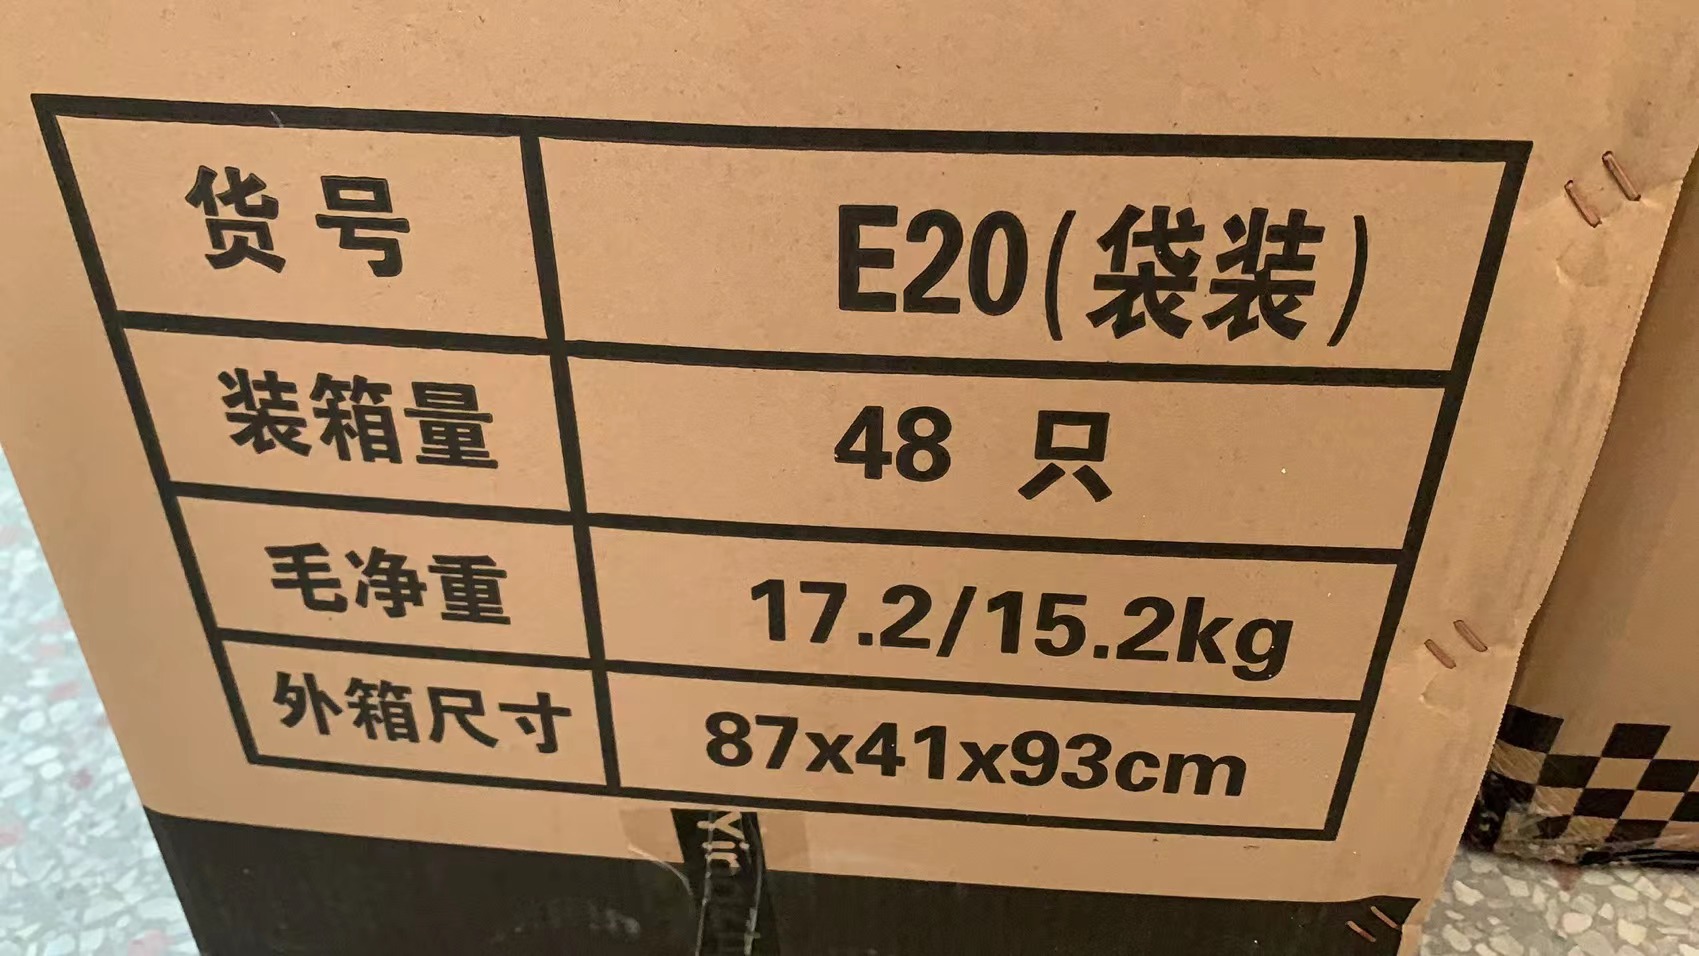 货号 E20(袋装)
装箱量 48 只
毛净重 17.2/15.2kg
外箱尺寸 87x41x93cm